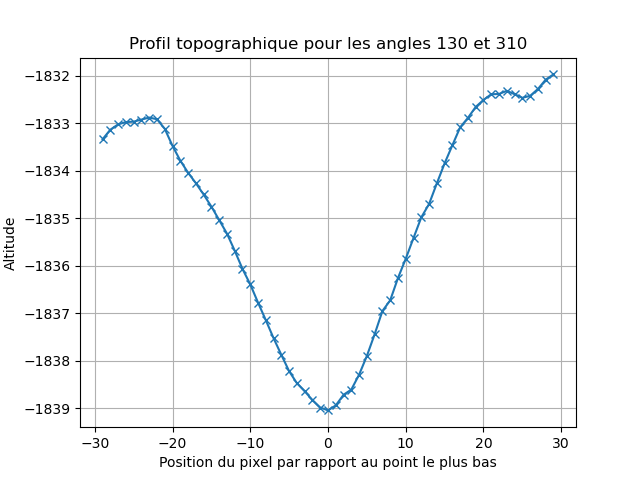 Profil topographique pour les angles 130 et 310
−1832
−1833
−1834
−1835
−1836
−1837
−1838
−1839
Altitude
−30 −20 −10 0 10 20 30
Position du pixel par rapport au point le plus bas